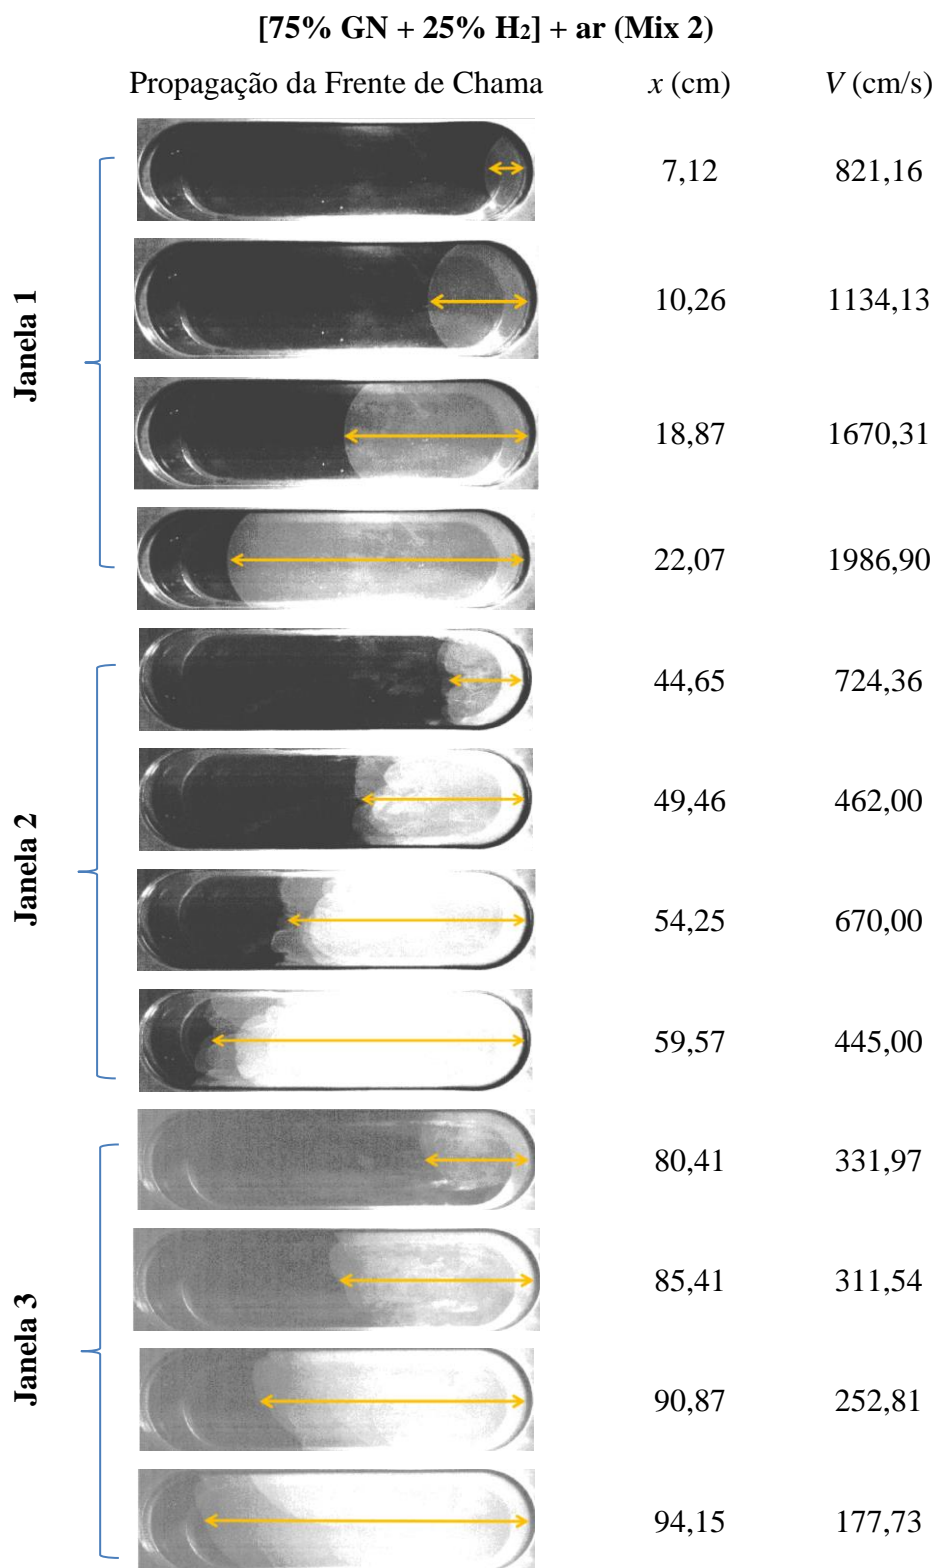 [75% GN + 25% H₂] + ar (Mix 2)
Propagação da Frente de Chama x (cm) V (cm/s)
Janela 1
7,12 821,16
10,26 1134,13
18,87 1670,31
22,07 1986,90
Janela 2
44,65 724,36
49,46 462,00
54,25 670,00
59,57 445,00
Janela 3
80,41 331,97
85,41 311,54
90,87 252,81
94,15 177,73